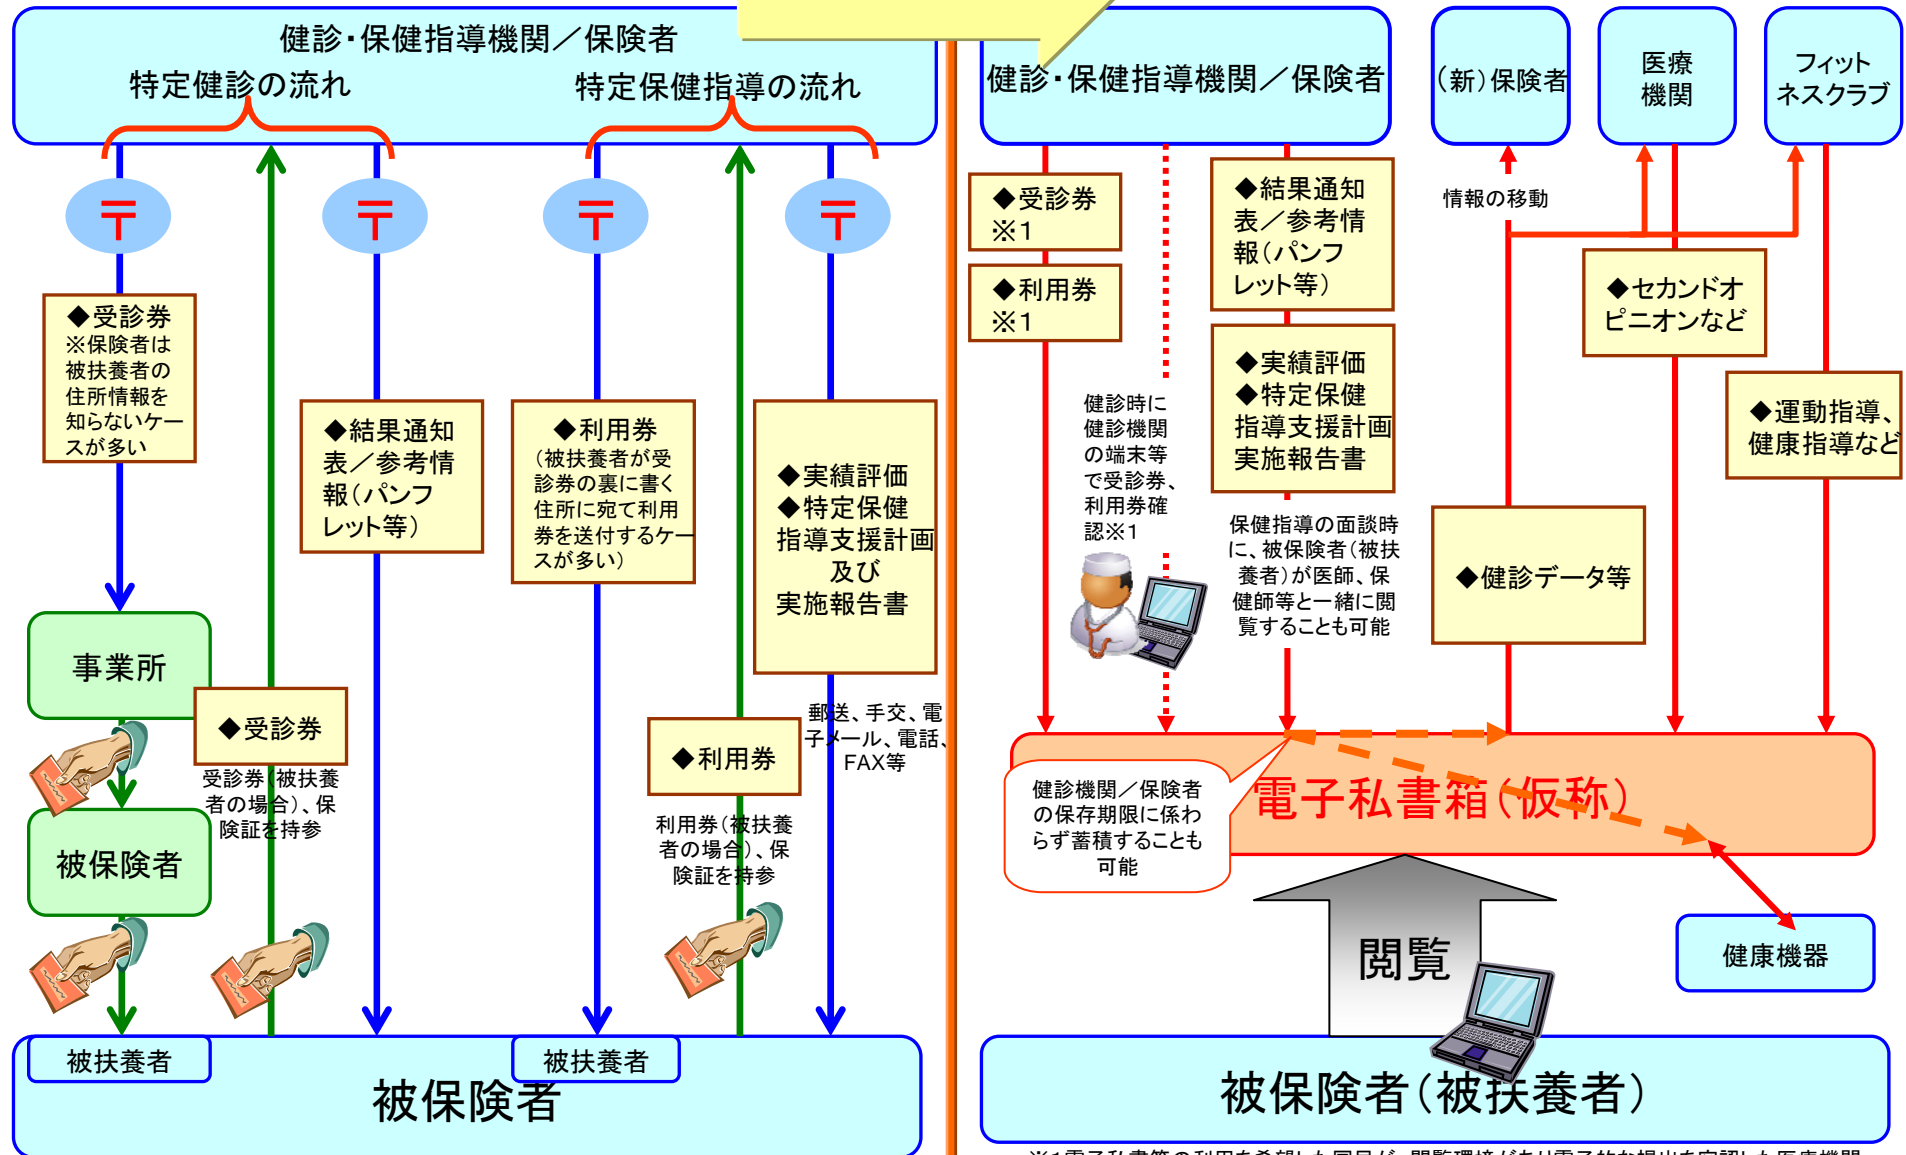 健診・保健指導機関／保険者
特定健診の流れ
特定保健指導の流れ
〒
〒
〒
〒
◆受診券
※保険者は
被扶養者の
住所情報を
知らないケー
スが多い
◆結果通知
表／参考情
報（パンフ
レット等）
◆利用券
（被扶養者が受
診券の裏に書く
住所に宛て利用
券を送付するケー
スが多い）
◆実績評価
◆特定保健
指導支援計画
及び
実施報告書
事業所
◆受診券
受診券（被扶養
者の場合）、保
険証を持参
◆利用券
利用券（被扶養
者の場合）、保
険証を持参
郵送、手交、電
子メール、電話、
FAX等
被保険者
被扶養者
被扶養者
被保険者
健診・保健指導機関／保険者
（新）保険者
医療
機関
フィット
ネスクラブ
◆受診券
※1
◆利用券
※1
◆結果通知
表／参考情
報（パンフ
レット等）
◆実績評価
◆特定保健
指導支援計画
実施報告書
情報の移動
◆セカンドオ
ピニオンなど
◆運動指導、
健康指導など
健診時に
健診機関
の端末等
で受診券、
利用券確
認※1
保健指導の面談時
に、被保険者（被扶
養者）が医師、保
健師等と一緒に閲
覧することも可能
◆健診データ等
電子私書箱（仮称）
健診機関／保険者
の保存期限に係わ
らず蓄積することも
可能
閲覧
健康機器
被保険者（被扶養者）